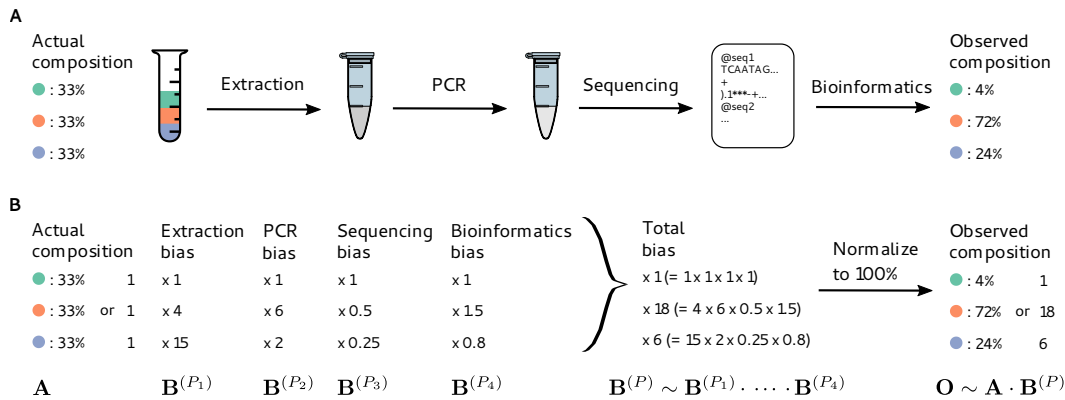 A
Actual composition
: 33%
: 33%
: 33%
Extraction
PCR
Sequencing
@seq1
TCAATAG...
+
).1***-+...
@seq2
...
Bioinformatics
Observed composition
: 4%
: 72%
: 24%
B
Actual composition
Extraction bias
PCR bias
Sequencing bias
Bioinformatics bias
Total bias
Normalize to 100%
Observed composition
: 33% 1 x 1 x 1 x 1 x 1 x 1 (= 1 x 1 x 1 x 1) : 4% 1
: 33% or 1 x 4 x 6 x 0.5 x 1.5 x 18 (= 4 x 6 x 0.5 x 1.5) : 72% or 18
: 33% 1 x 15 x 2 x 0.25 x 0.8 x 6 (= 15 x 2 x 0.25 x 0.8) : 24% 6
A B^(P₁) B^(P₂) B^(P₃) B^(P₄) B^(P) ∼ B^(P₁) · ⋯ · B^(P₄) O ∼ A · B^(P)